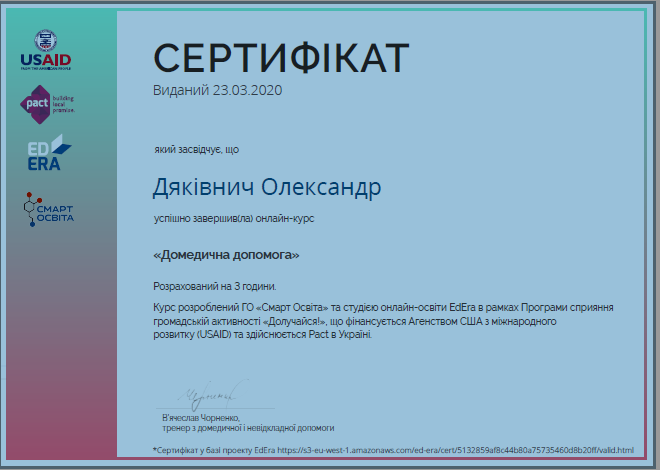 USAID
FROM THE AMERICAN PEOPLE
pact building local promise.
ED
ERA
СМАРТ
ОСВІТА
СЕРТИФІКАТ
Виданий 23.03.2020
який засвідчує, що
Дяківнич Олександр
успішно завершив(ла) онлайн-курс
«Домедична допомога»
Розрахований на 3 години.
Курс розроблений ГО «Смарт Освіта» та студією онлайн-освіти EdEra в рамках Програми сприяння
громадській активності «Долучайся!», що фінансується Агенством США з міжнародного
розвитку (USAID) та здійснюється Pact в Україні.
В'ячеслав Чорненко,
тренер з домедичної і невідкладної допомоги
*Сертифікат у базі проекту EdEra https://s3-eu-west-1.amazonaws.com/ed-era/cert/5132859af8c44b80a75735460d8b20ff/valid.html